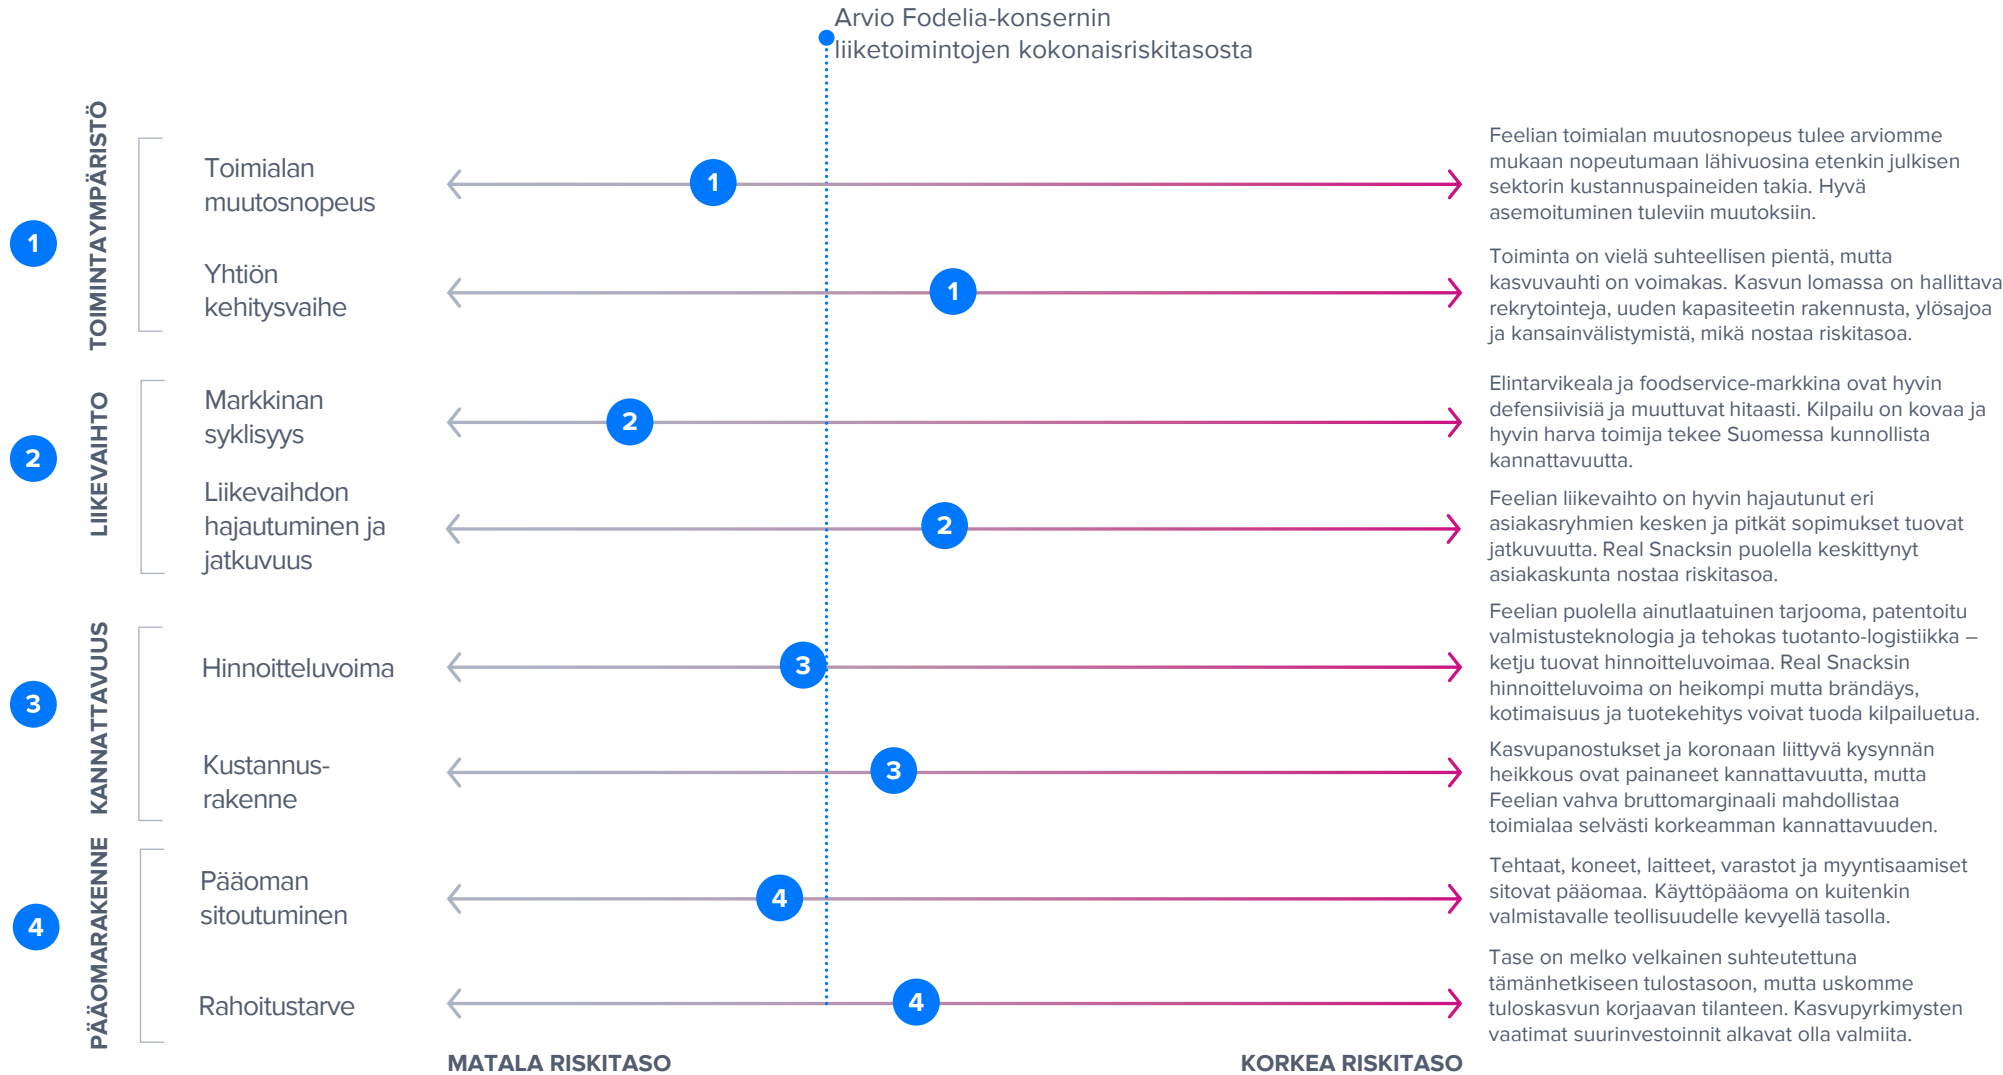 Arvio Fodelia-konsernin
liiketoimintojen kokonaisriskitasosta
1
TOIMINTAYMPÄRISTÖ
Toimialan
muutosnopeus
1
Feelian toimialan muutosnopeus tulee arviomme
mukaan nopeutumaan lähivuosina etenkin julkisen
sektorin kustannuspaineiden takia. Hyvä
asemoituminen tuleviin muutoksiin.
Yhtiön
kehitysvaihe
1
Toiminta on vielä suhteellisen pientä, mutta
kasvuvauhti on voimakas. Kasvun lomassa on hallittava
rekrytointeja, uuden kapasiteetin rakennusta, ylösajoa
ja kansainvälistymistä, mikä nostaa riskitasoa.
2
LIIKEVAIHTO
Markkinan
syklisyys
2
Elintarvikeala ja foodservice-markkina ovat hyvin
defensiivisiä ja muuttuvat hitaasti. Kilpailu on kovaa ja
hyvin harva toimija tekee Suomessa kunnollista
kannattavuutta.
Liikevaihdon
hajautuminen ja
jatkuvuus
2
Feelian liikevaihto on hyvin hajautunut eri
asiakasryhmien kesken ja pitkät sopimukset tuovat
jatkuvuutta. Real Snacksin puolella keskittynyt
asiakaskunta nostaa riskitasoa.
3
KANNATTAVUUS
Hinnoitteluvoima
3
Feelian puolella ainutlaatuinen tarjooma, patentoitu
valmistusteknologia ja tehokas tuotanto-logistiikka –
ketju tuovat hinnoitteluvoimaa. Real Snacksin
hinnoitteluvoima on heikompi mutta brändäys,
kotimaisuus ja tuotekehitys voivat tuoda kilpailuetua.
Kustannus-
rakenne
3
Kasvupanostukset ja koronaan liittyvä kysynnän
heikkous ovat painaneet kannattavuutta, mutta
Feelian vahva bruttomarginaali mahdollistaa
toimialaa selvästi korkeamman kannattavuuden.
4
PÄÄOMARAKENNE
Pääoman
sitoutuminen
4
Tehtaat, koneet, laitteet, varastot ja myyntisaamiset
sitovat pääomaa. Käyttöpääoma on kuitenkin
valmistavalle teollisuudelle kevyellä tasolla.
Rahoitustarve
4
Tase on melko velkainen suhteutettuna
tämänhetkiseen tulostasoon, mutta uskomme
tuloskasvun korjaavan tilanteen. Kasvupyrkimysten
vaatimat suurinvestoinnit alkavat olla valmiita.
MATALA RISKITASO
KORKEA RISKITASO